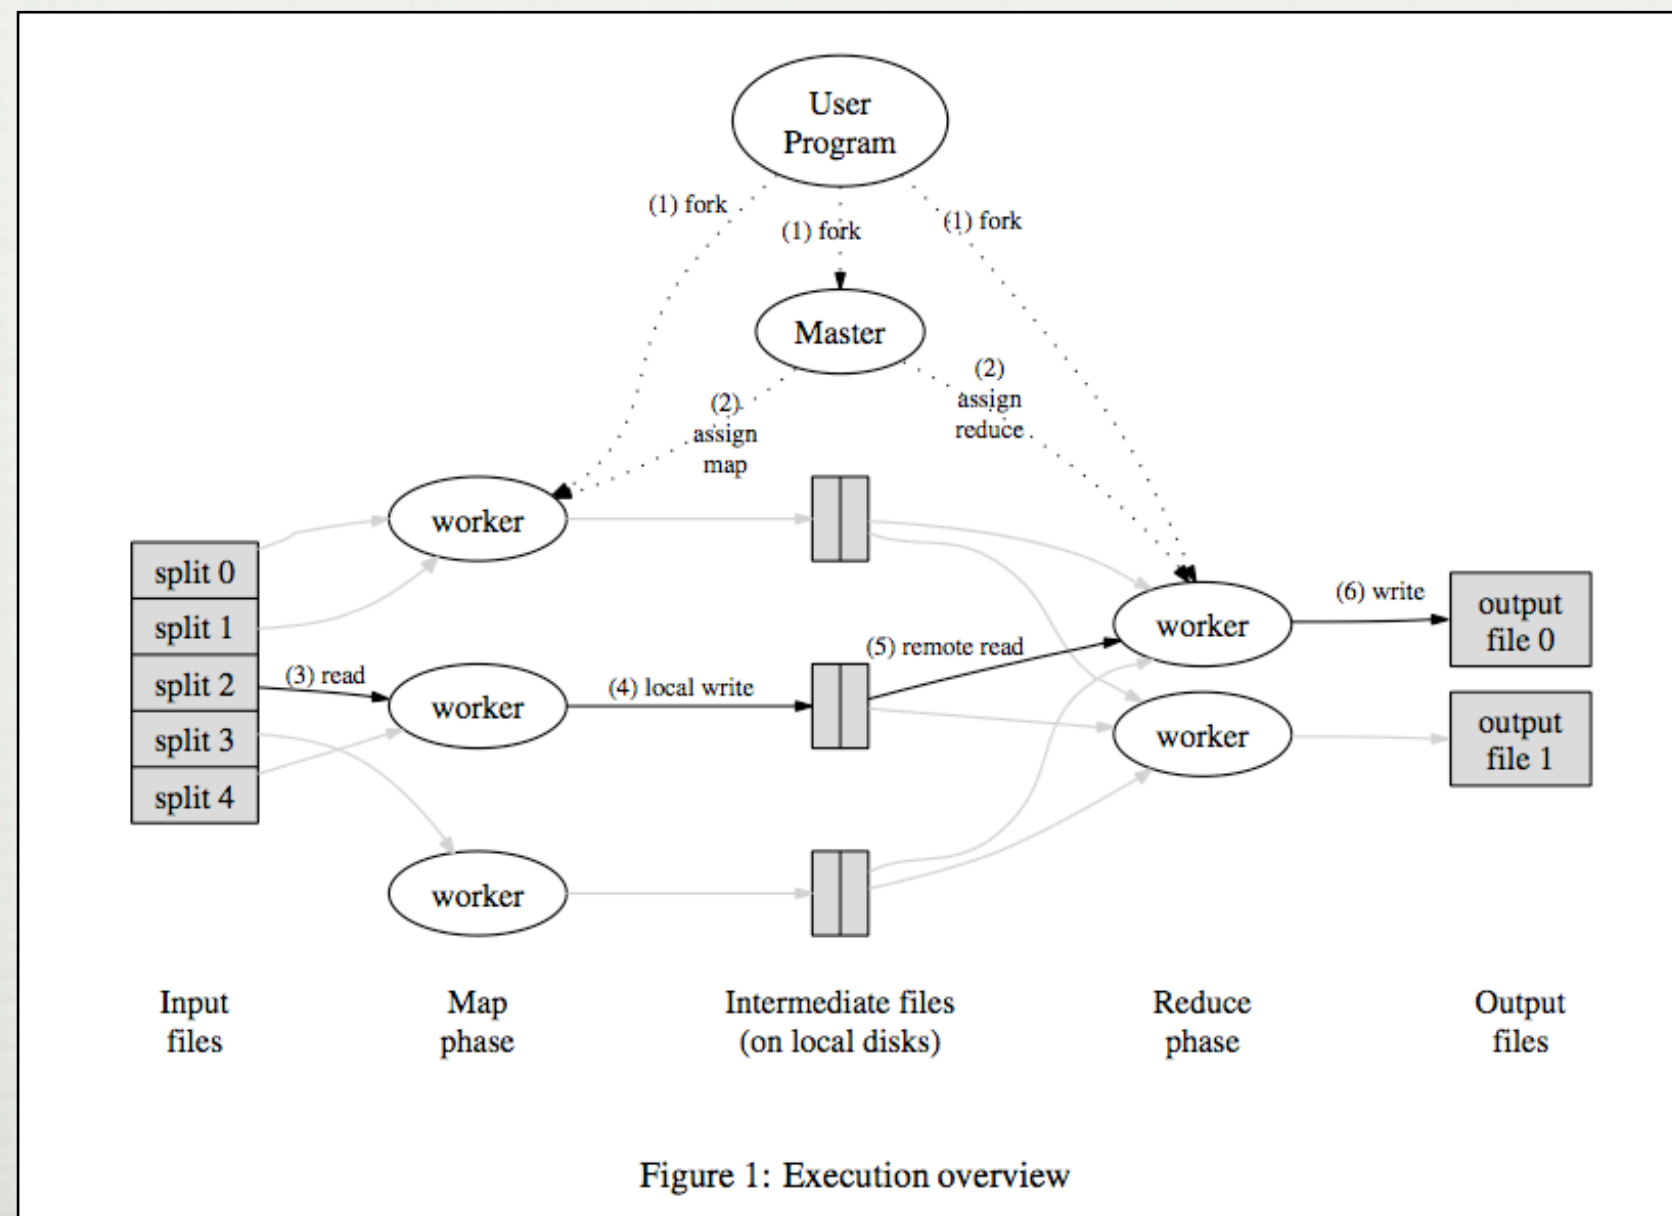 User
Program
(1) fork
(1) fork
(1) fork
Master
(2)
assign
map
(2)
assign
reduce
split 0
split 1
split 2
split 3
split 4
(3) read
worker
worker
worker
(4) local write
(5) remote read
worker
worker
(6) write
output
file 0
output
file 1
Input
files
Map
phase
Intermediate files
(on local disks)
Reduce
phase
Output
files
Figure 1: Execution overview